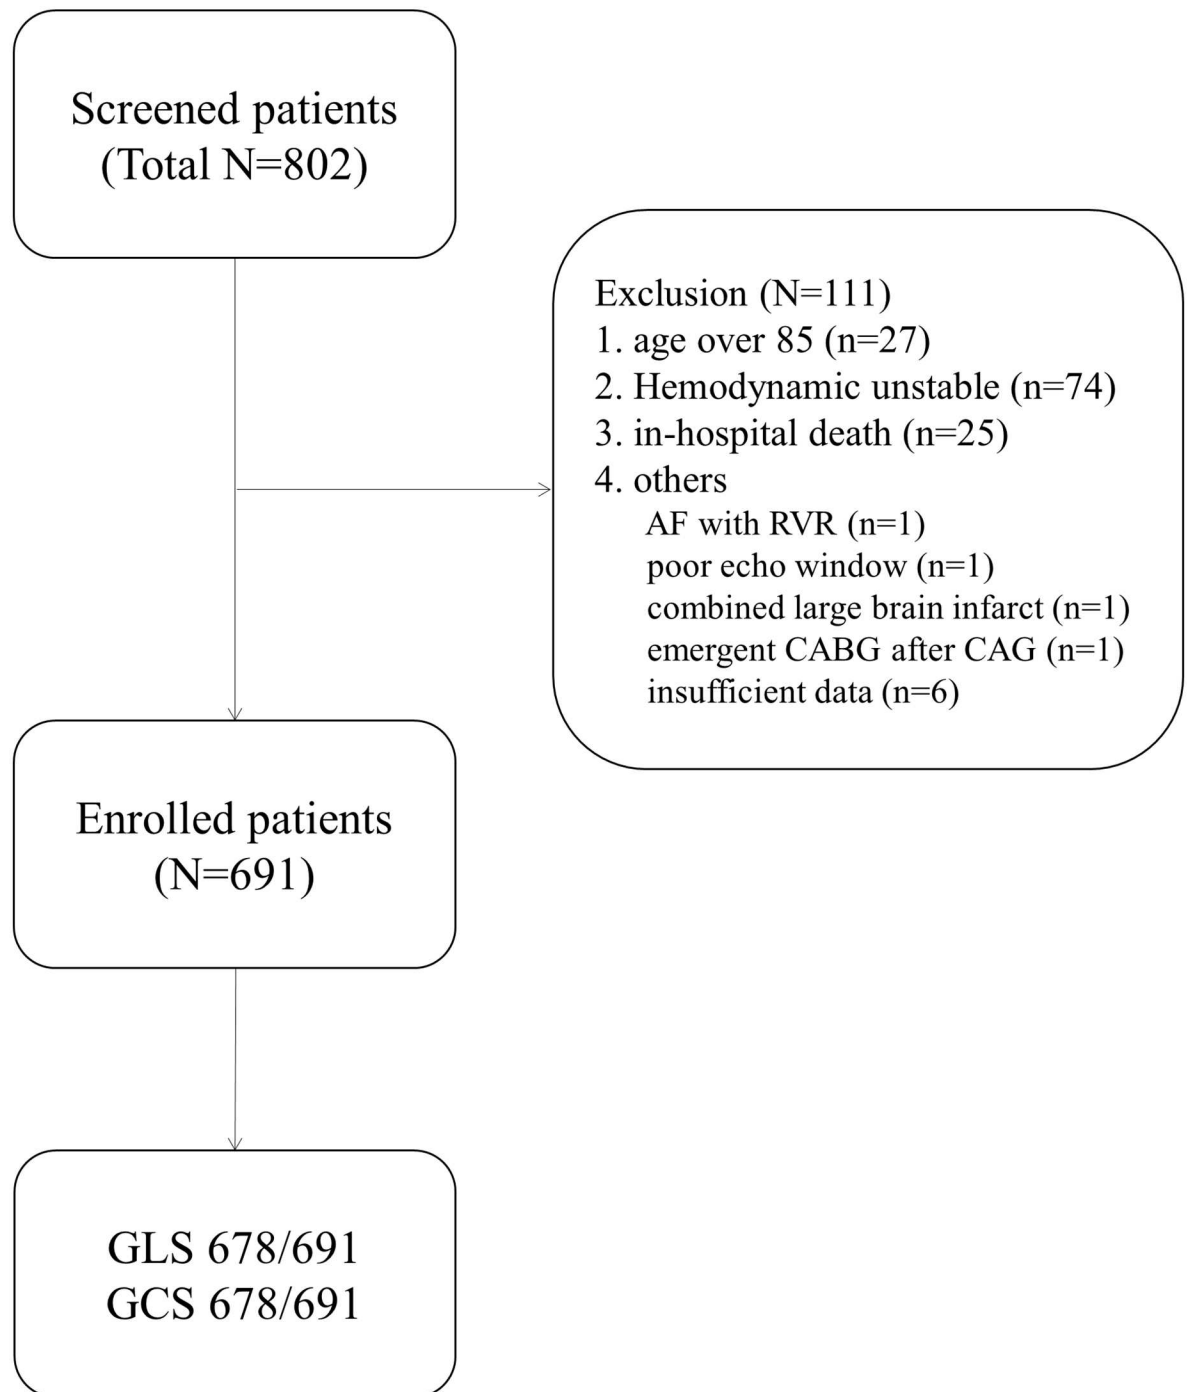 Screened patients
(Total N=802)
Exclusion (N=111)
1. age over 85 (n=27)
2. Hemodynamic unstable (n=74)
3. in-hospital death (n=25)
4. others
AF with RVR (n=1)
poor echo window (n=1)
combined large brain infarct (n=1)
emergent CABG after CAG (n=1)
insufficient data (n=6)
Enrolled patients
(N=691)
GLS 678/691
GCS 678/691